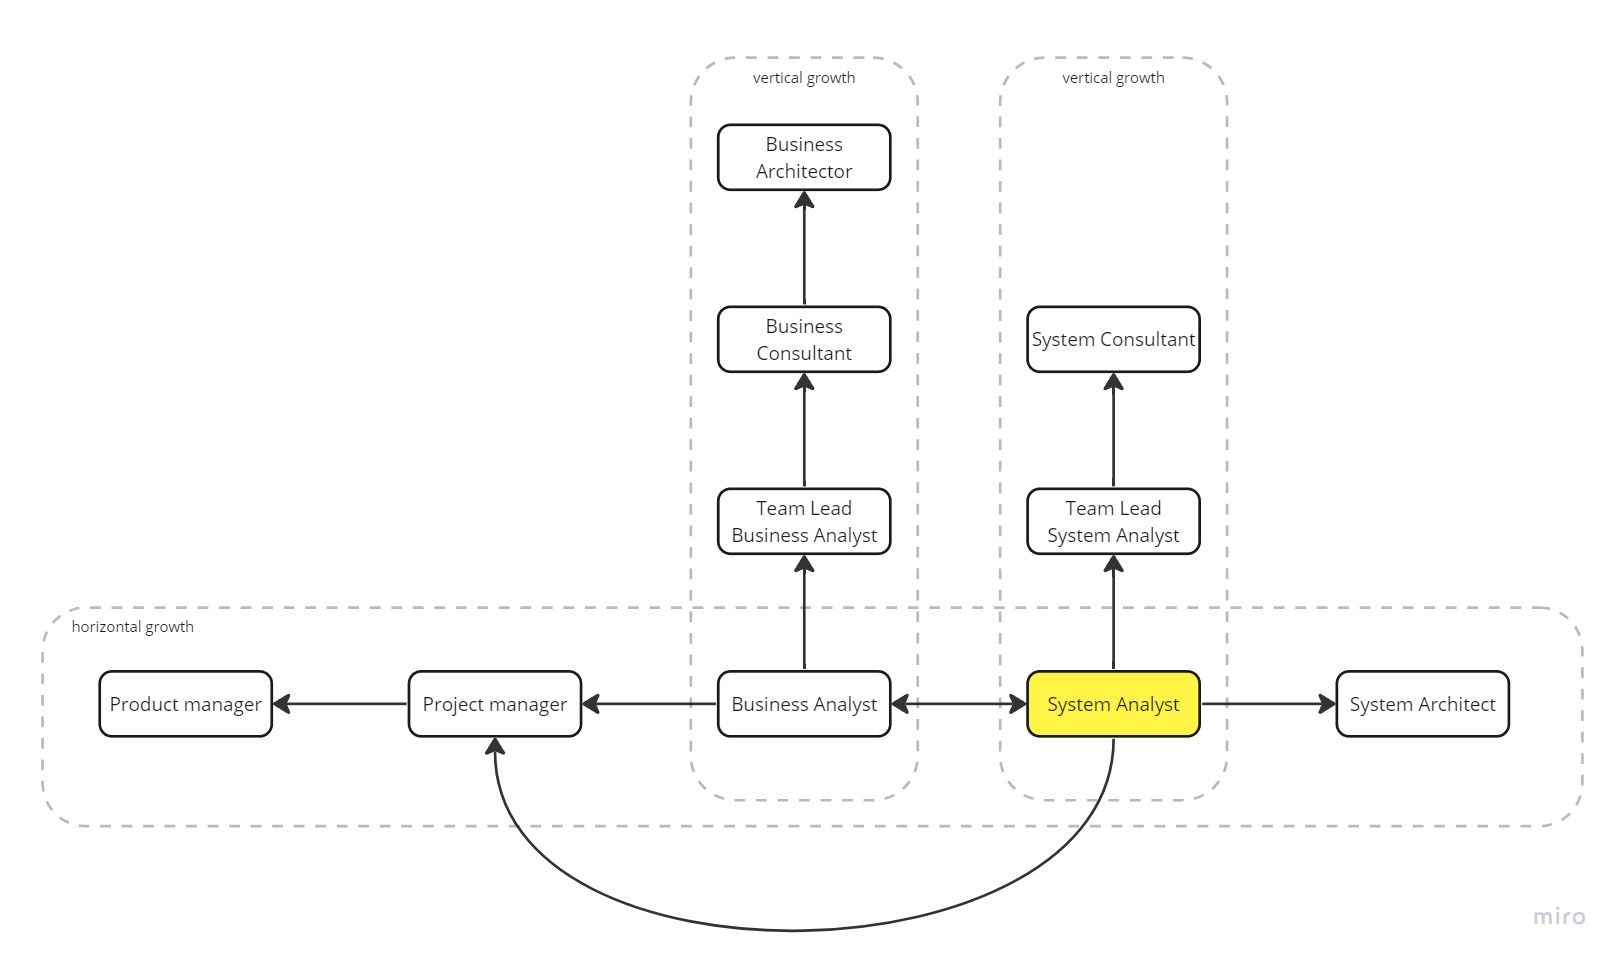 vertical growth
vertical growth
Business
Architector
Business
Consultant
System Consultant
Team Lead
Business Analyst
Team Lead
System Analyst
horizontal growth
Product manager
Project manager
Business Analyst
System Analyst
System Architect
miro